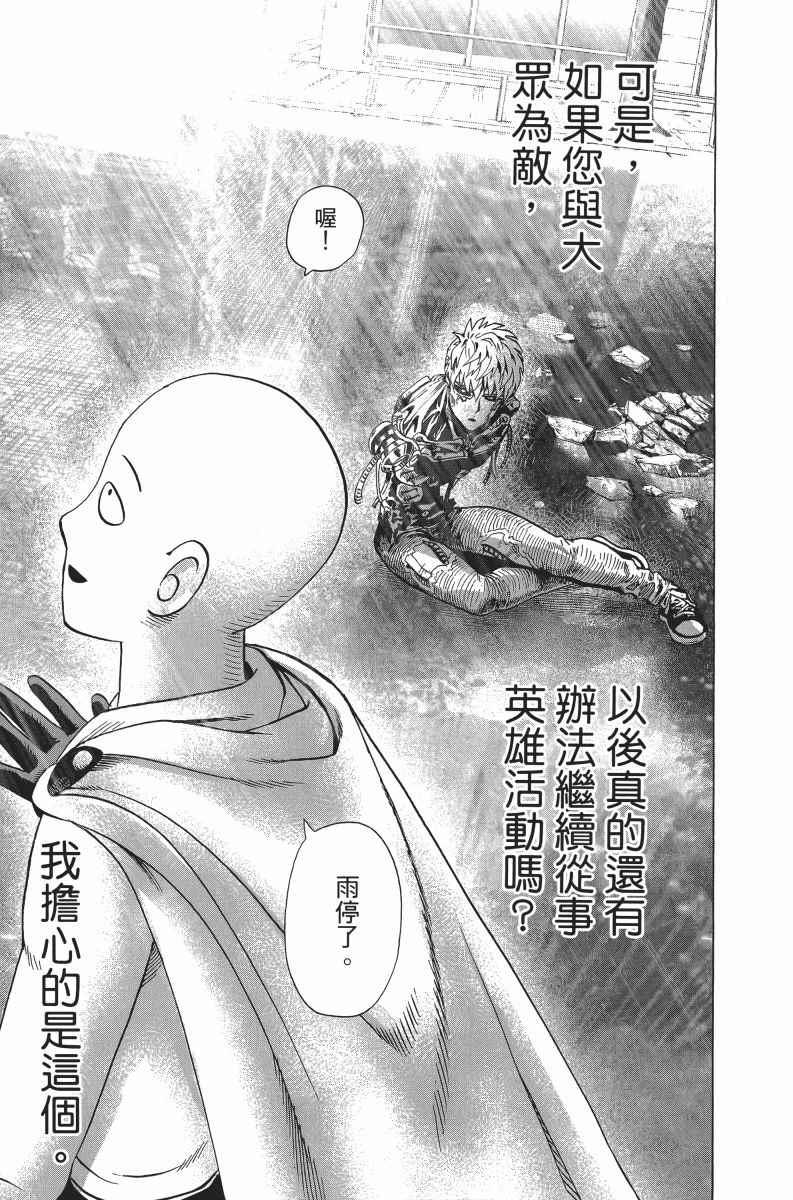 可是，
如果您與大
眾為敵，
喔！
以後真的還有
辦法繼續從事
英雄活動嗎？
雨停了。
我擔心的是這個。